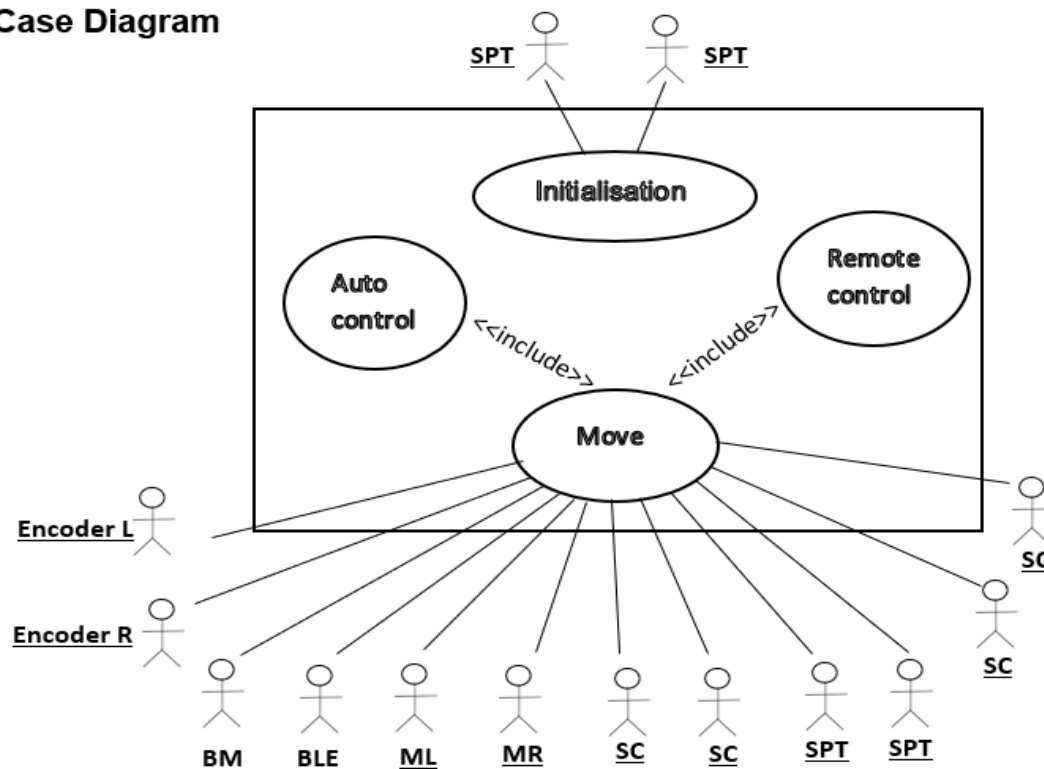 Case Diagram
SPT SPT
Initialisation
Auto
control
Remote
control
<<include>> <<include>>
Move
Encoder L
SC
Encoder R
SC
BM BLE ML MR SC SC SPT SPT